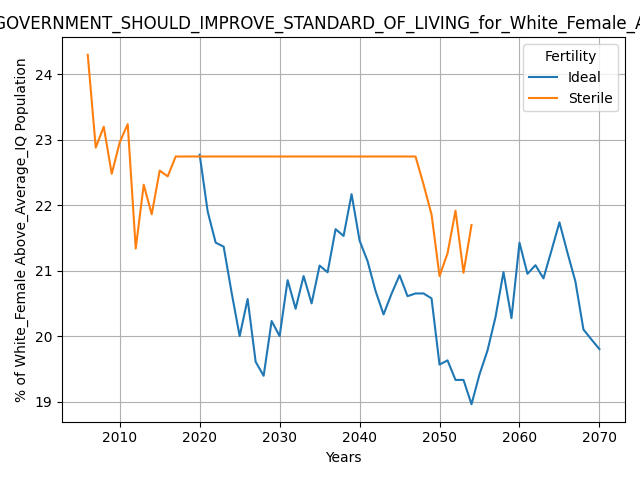 GOVERNMENT_SHOULD_IMPROVE_STANDARD_OF_LIVING_for_White_Female_A
Fertility
Ideal
Sterile
% of White_Female Above_Average_IQ Population
24
23
22
21
20
19
2010 2020 2030 2040 2050 2060 2070
Years